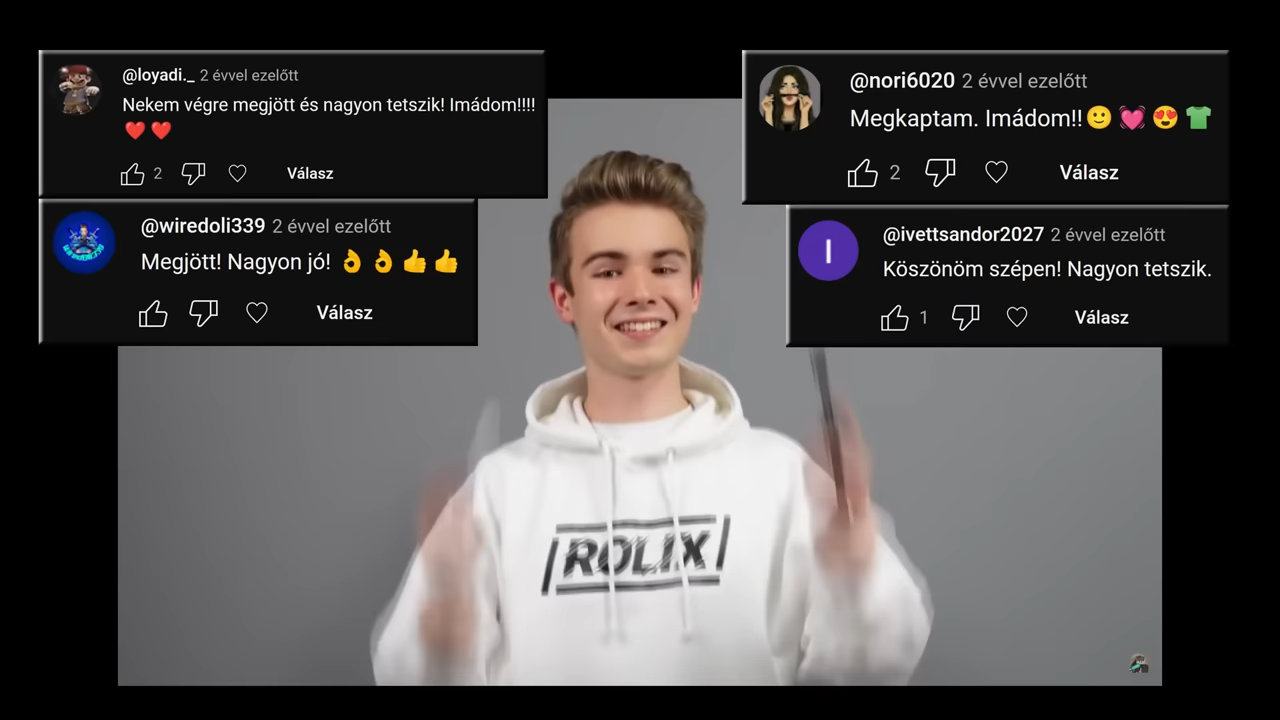 @loyadi._ 2 évvel ezelőtt
Nekem végre megjött és nagyon tetszik! Imádom!!!!
❤️ ❤️
2 Válasz
@wiredoli339 2 évvel ezelőtt
Megjött! Nagyon jó! 👌 👌 👍 👍
Válasz
@nori6020 2 évvel ezelőtt
Megkaptam. Imádom!! 🙂 💓 😍 👕
2 Válasz
I
@ivettsandor2027 2 évvel ezelőtt
Köszönöm szépen! Nagyon tetszik.
1 Válasz
ROLIX